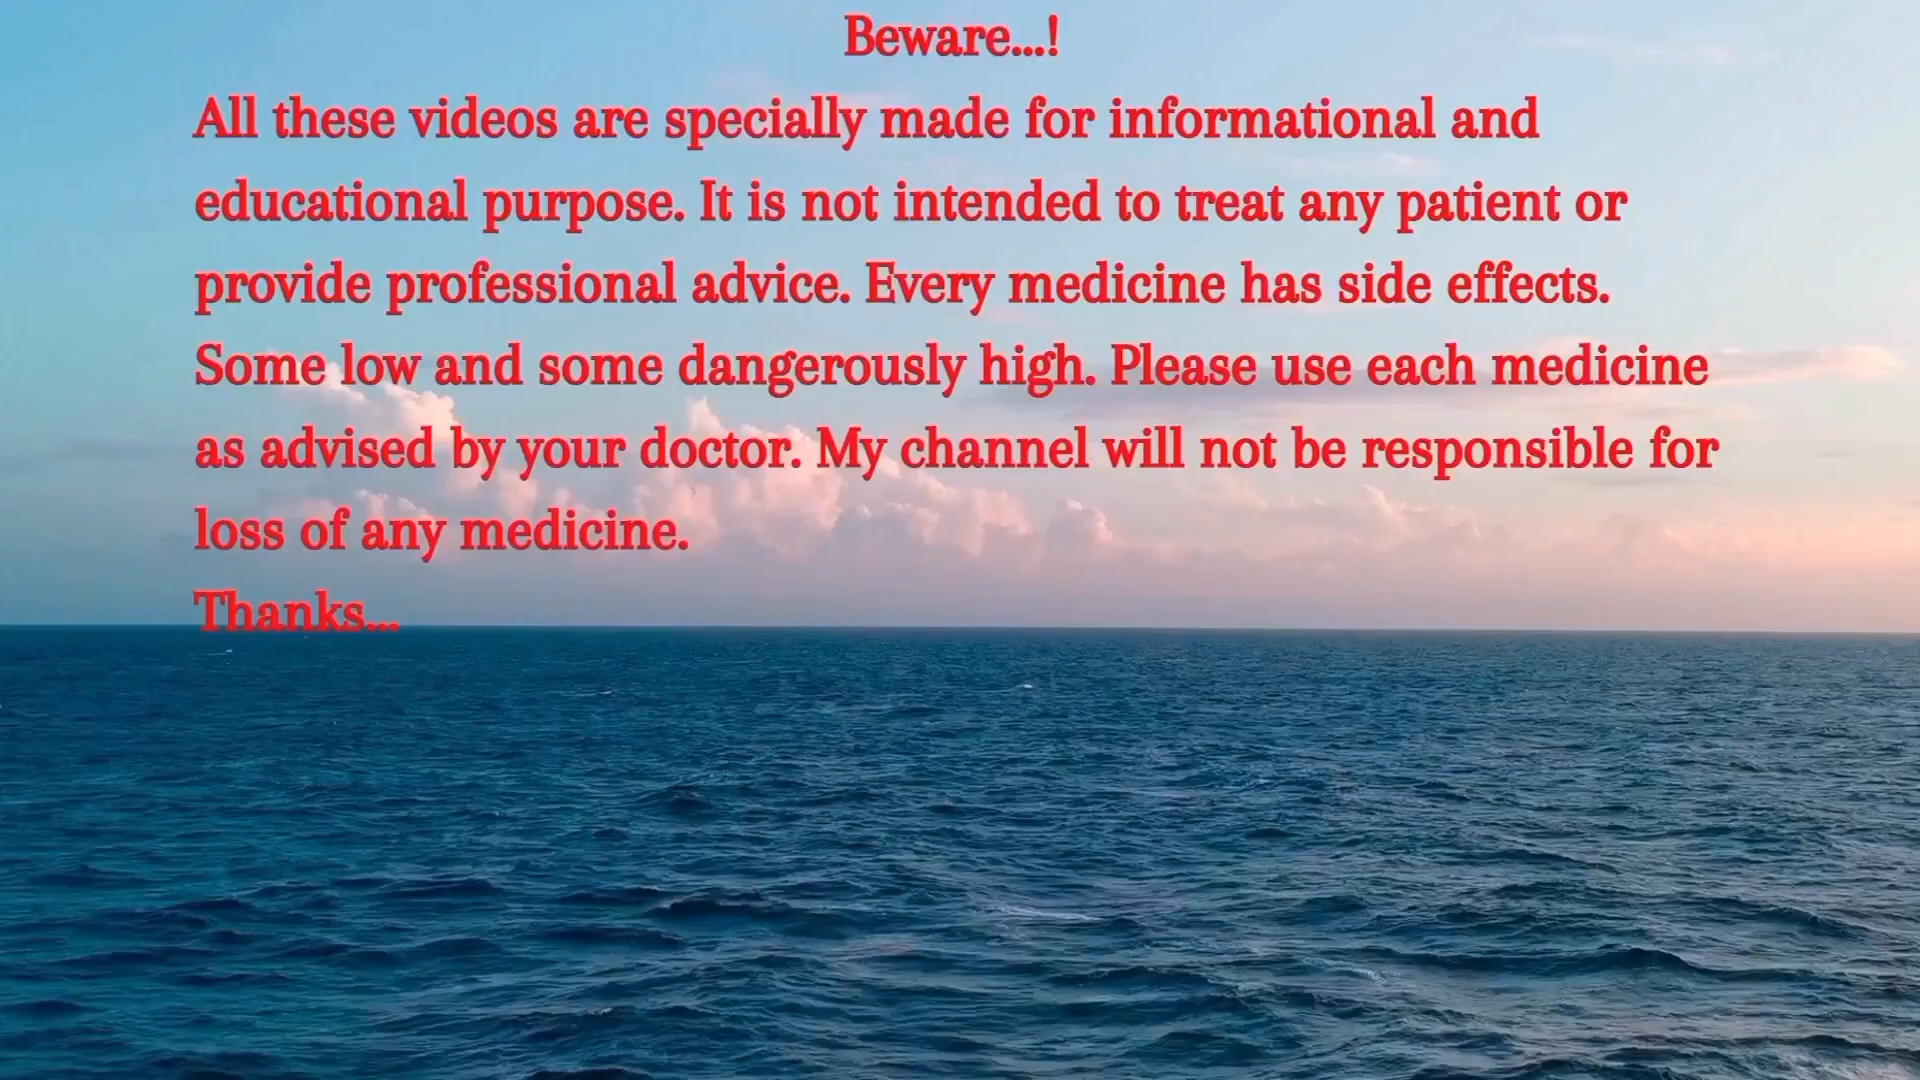 Beware...!
All these videos are specially made for informational and
educational purpose. It is not intended to treat any patient or
provide professional advice. Every medicine has side effects.
Some low and some dangerously high. Please use each medicine
as advised by your doctor. My channel will not be responsible for
loss of any medicine.
Thanks...